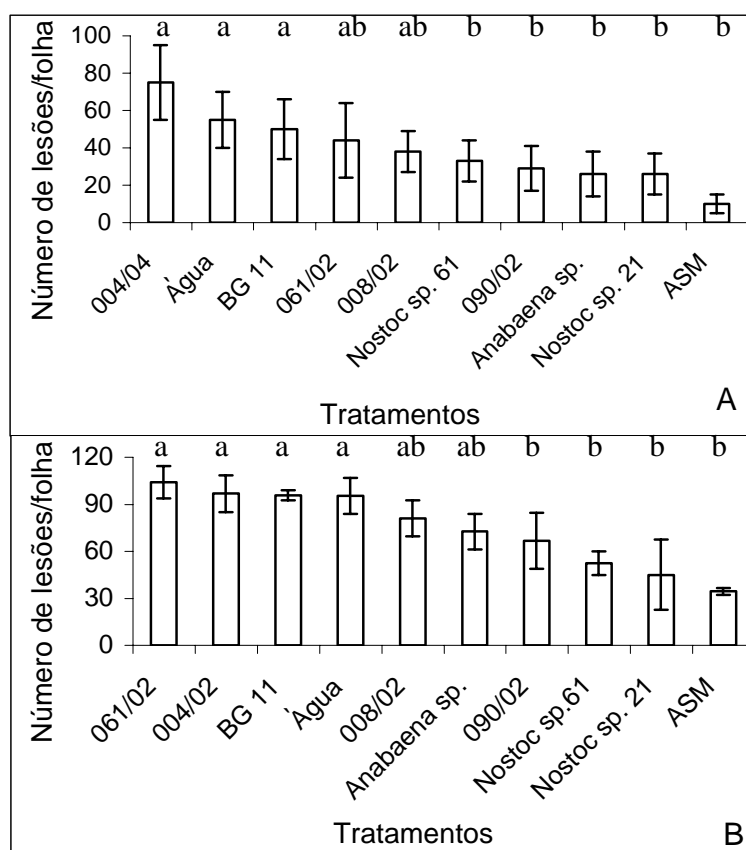 a a a ab ab b b b b b
Número de lesões/folha
100
80
60
40
20
0
004/04
Àgua
BG 11
061/02
008/02
Nostoc sp. 61
090/02
Anabaena sp.
Nostoc sp. 21
ASM
Tratamentos
A
a a a a ab ab b b b b
Número de lesões/folha
120
90
60
30
0
061/02
004/02
BG 11
Àgua
008/02
Anabaena sp.
090/02
Nostoc sp.61
Nostoc sp. 21
ASM
Tratamentos
B